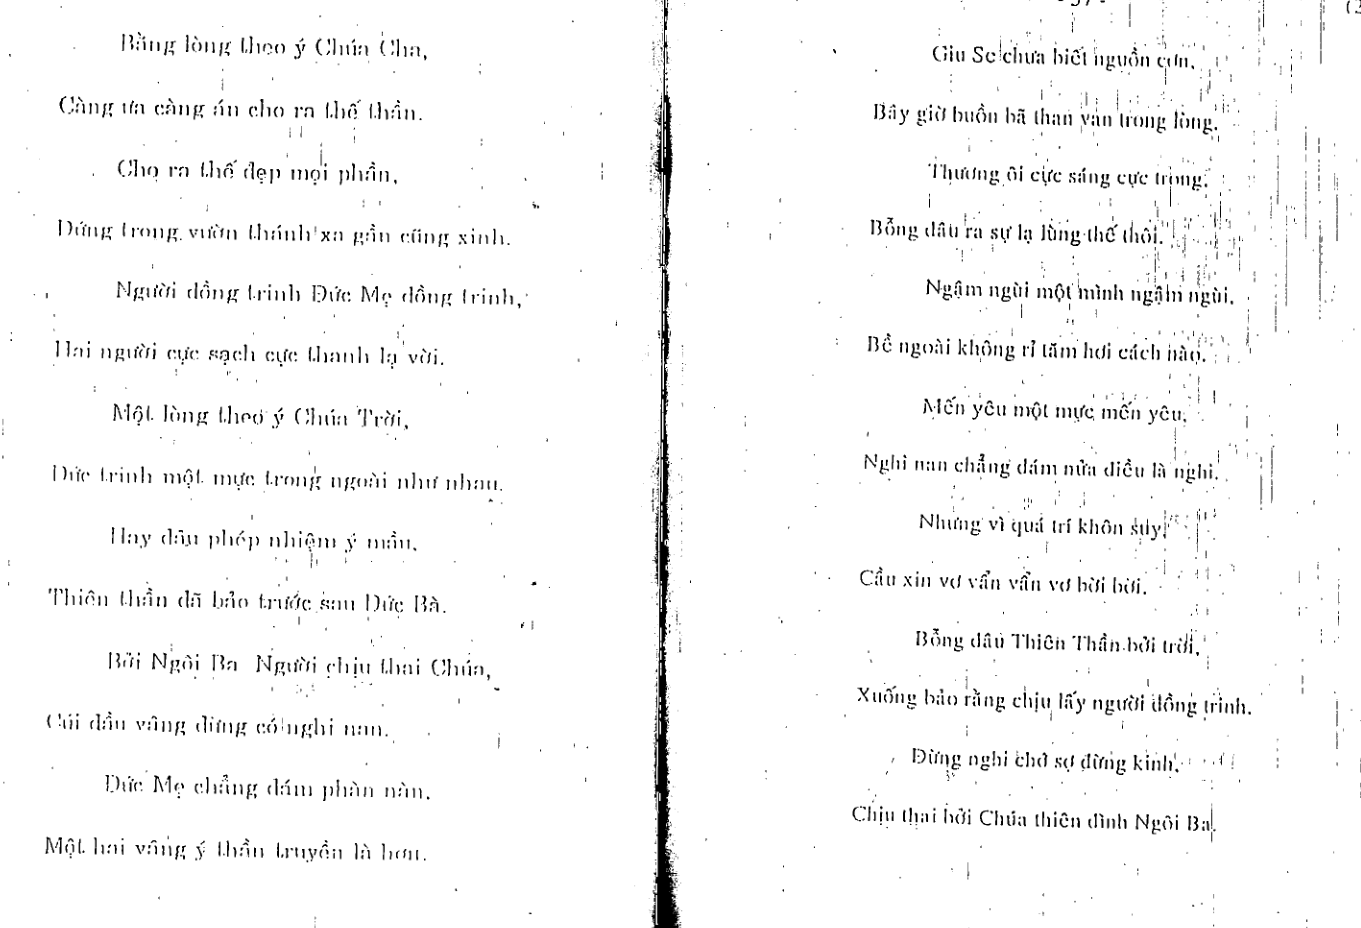 Bằng lòng theo ý Chúa Cha,
Càng ưa càng án cho ra thế thần.
Cho ra thế đẹp mọi phần,
Đứng trong vườn thánh xa gần cũng xinh.
Người đồng trinh Đức Mẹ đồng trinh,
Hai người cực sạch cực thanh lạ vời.
Một lòng theo ý Chúa Trời,
Đức trinh một mực trong ngoài như nhau.
Hay đâu phép nhiệm ý mầu,
Thiên thần đã bảo trước sau Đức Bà.
Bởi Ngôi Ba Người chịu thai Chúa,
Cúi đầu vâng đừng có nghi nan.
Đức Mẹ chẳng dám phàn nàn,
Một hai vâng ý thần truyền là hơn.
- 37 -
Giu Se chưa biết nguồn cơn,
Bây giờ buồn bã than van trong lòng.
Thương ôi cực sáng cực trong,
Bỗng đâu ra sự lạ lùng thế thôi.
Ngậm ngùi một mình ngậm ngùi,
Bề ngoài không rỉ tăm hơi cách nào.
Mến yêu một mực mến yêu,
Nghi nan chẳng dám nửa điều là nghi.
Nhưng vì quá trí khôn suy,
Cầu xin vơ vẩn vẩn vơ bời bời.
Bỗng đâu Thiên Thần bởi trời,
Xuống bảo rằng chịu lấy người đồng trinh.
Đừng nghi chớ sợ đừng kinh,
Chịu thai bởi Chúa thiên đình Ngôi Ba.